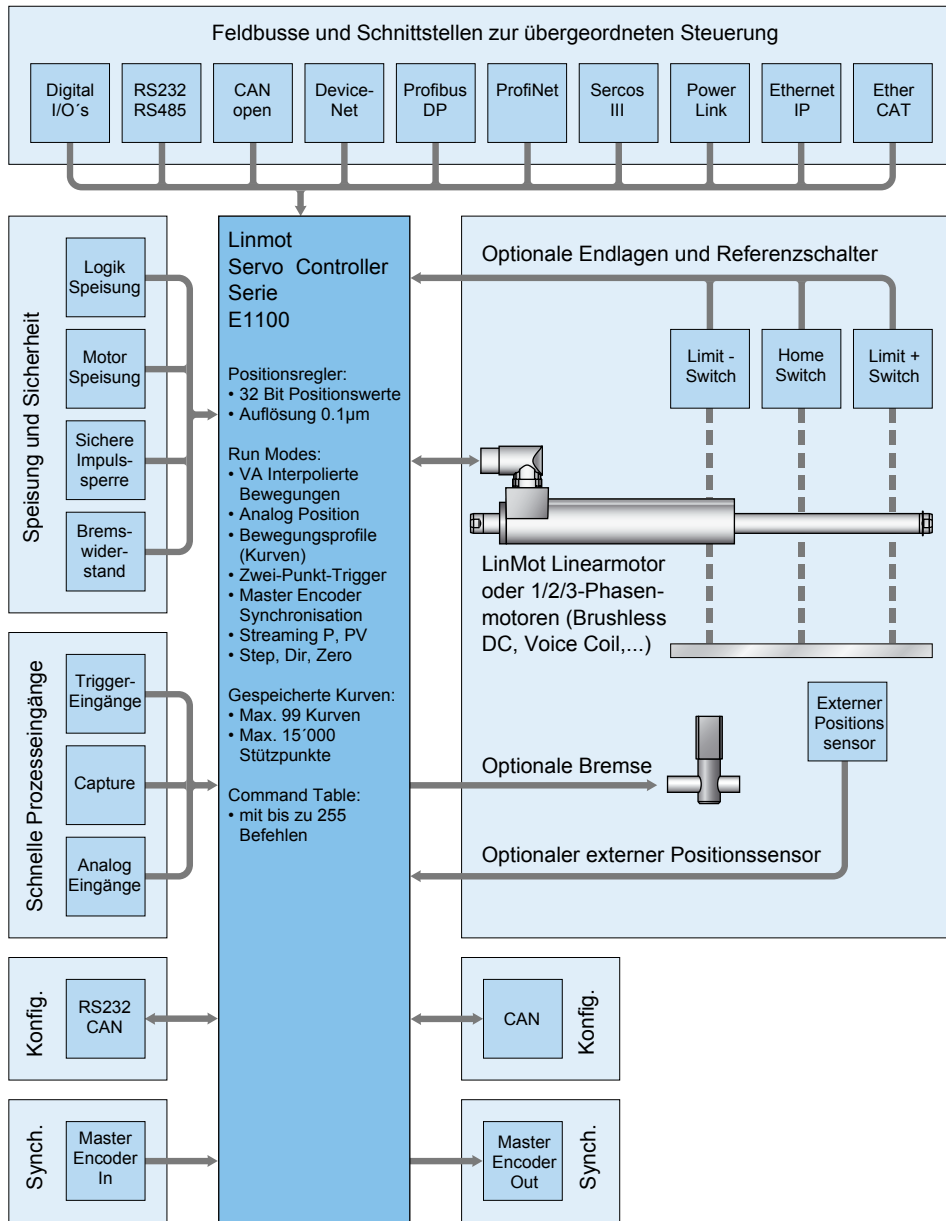 Feldbusse und Schnittstellen zur übergeordneten Steuerung
Digital
I/O´s
RS232
RS485
CAN
open
Device-
Net
Profibus
DP
ProfiNet
Sercos
III
Power
Link
Ethernet
IP
Ether
CAT
Speisung und Sicherheit
Logik
Speisung
Motor
Speisung
Sichere
Impuls-
sperre
Brems-
wider-
stand
Schnelle Prozesseingänge
Trigger-
Eingänge
Capture
Analog
Eingänge
Konfig.
RS232
CAN
Synch.
Master
Encoder
In
Linmot
Servo Controller
Serie
E1100
Positionsregler:
• 32 Bit Positionswerte
• Auflösung 0.1µm
Run Modes:
• VA Interpolierte
Bewegungen
• Analog Position
• Bewegungsprofile
(Kurven)
• Zwei-Punkt-Trigger
• Master Encoder
Synchronisation
• Streaming P, PV
• Step, Dir, Zero
Gespeicherte Kurven:
• Max. 99 Kurven
• Max. 15´000
Stützpunkte
Command Table:
• mit bis zu 255
Befehlen
Optionale Endlagen und Referenzschalter
Limit -
Switch
Home
Switch
Limit +
Switch
LinMot Linearmotor
oder 1/2/3-Phasen-
motoren (Brushless
DC, Voice Coil,...)
Externer
Positions
sensor
Optionale Bremse
Optionaler externer Positionssensor
CAN
Konfig.
Master
Encoder
Out
Synch.